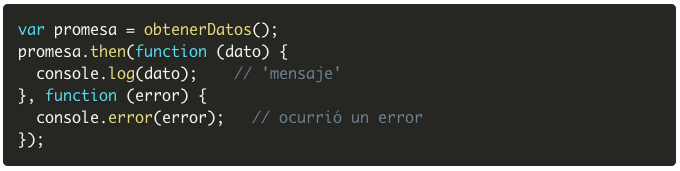 var promesa = obtenerDatos();
promesa.then(function (dato) {
  console.log(dato);    // 'mensaje'
}, function (error) {
  console.error(error);   // ocurrió un error
});